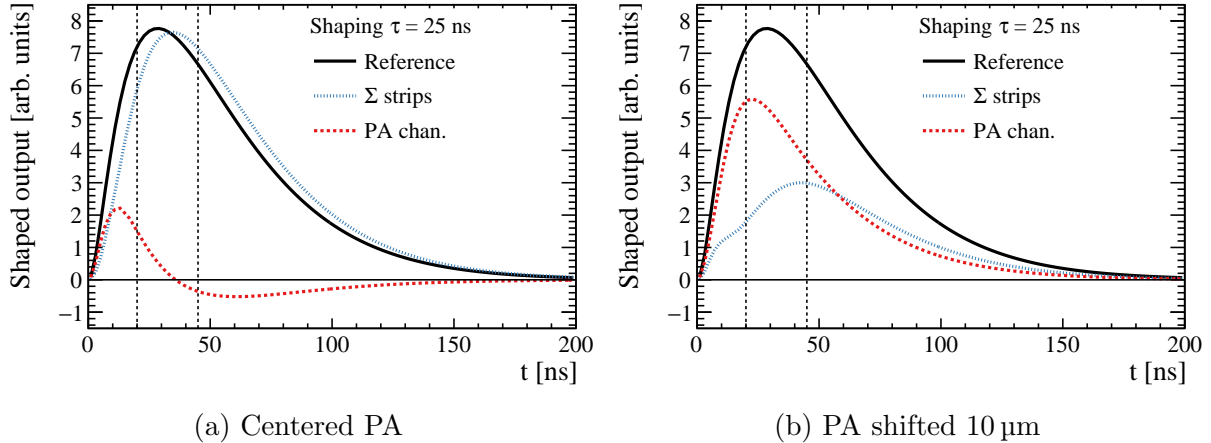 Shaped output [arb. units]
8
7
6
5
4
3
2
1
0
−1
Shaping τ = 25 ns
Reference
Σ strips
PA chan.
0 50 100 150 200
t [ns]
(a) Centered PA
Shaped output [arb. units]
8
7
6
5
4
3
2
1
0
−1
Shaping τ = 25 ns
Reference
Σ strips
PA chan.
0 50 100 150 200
t [ns]
(b) PA shifted 10 µm